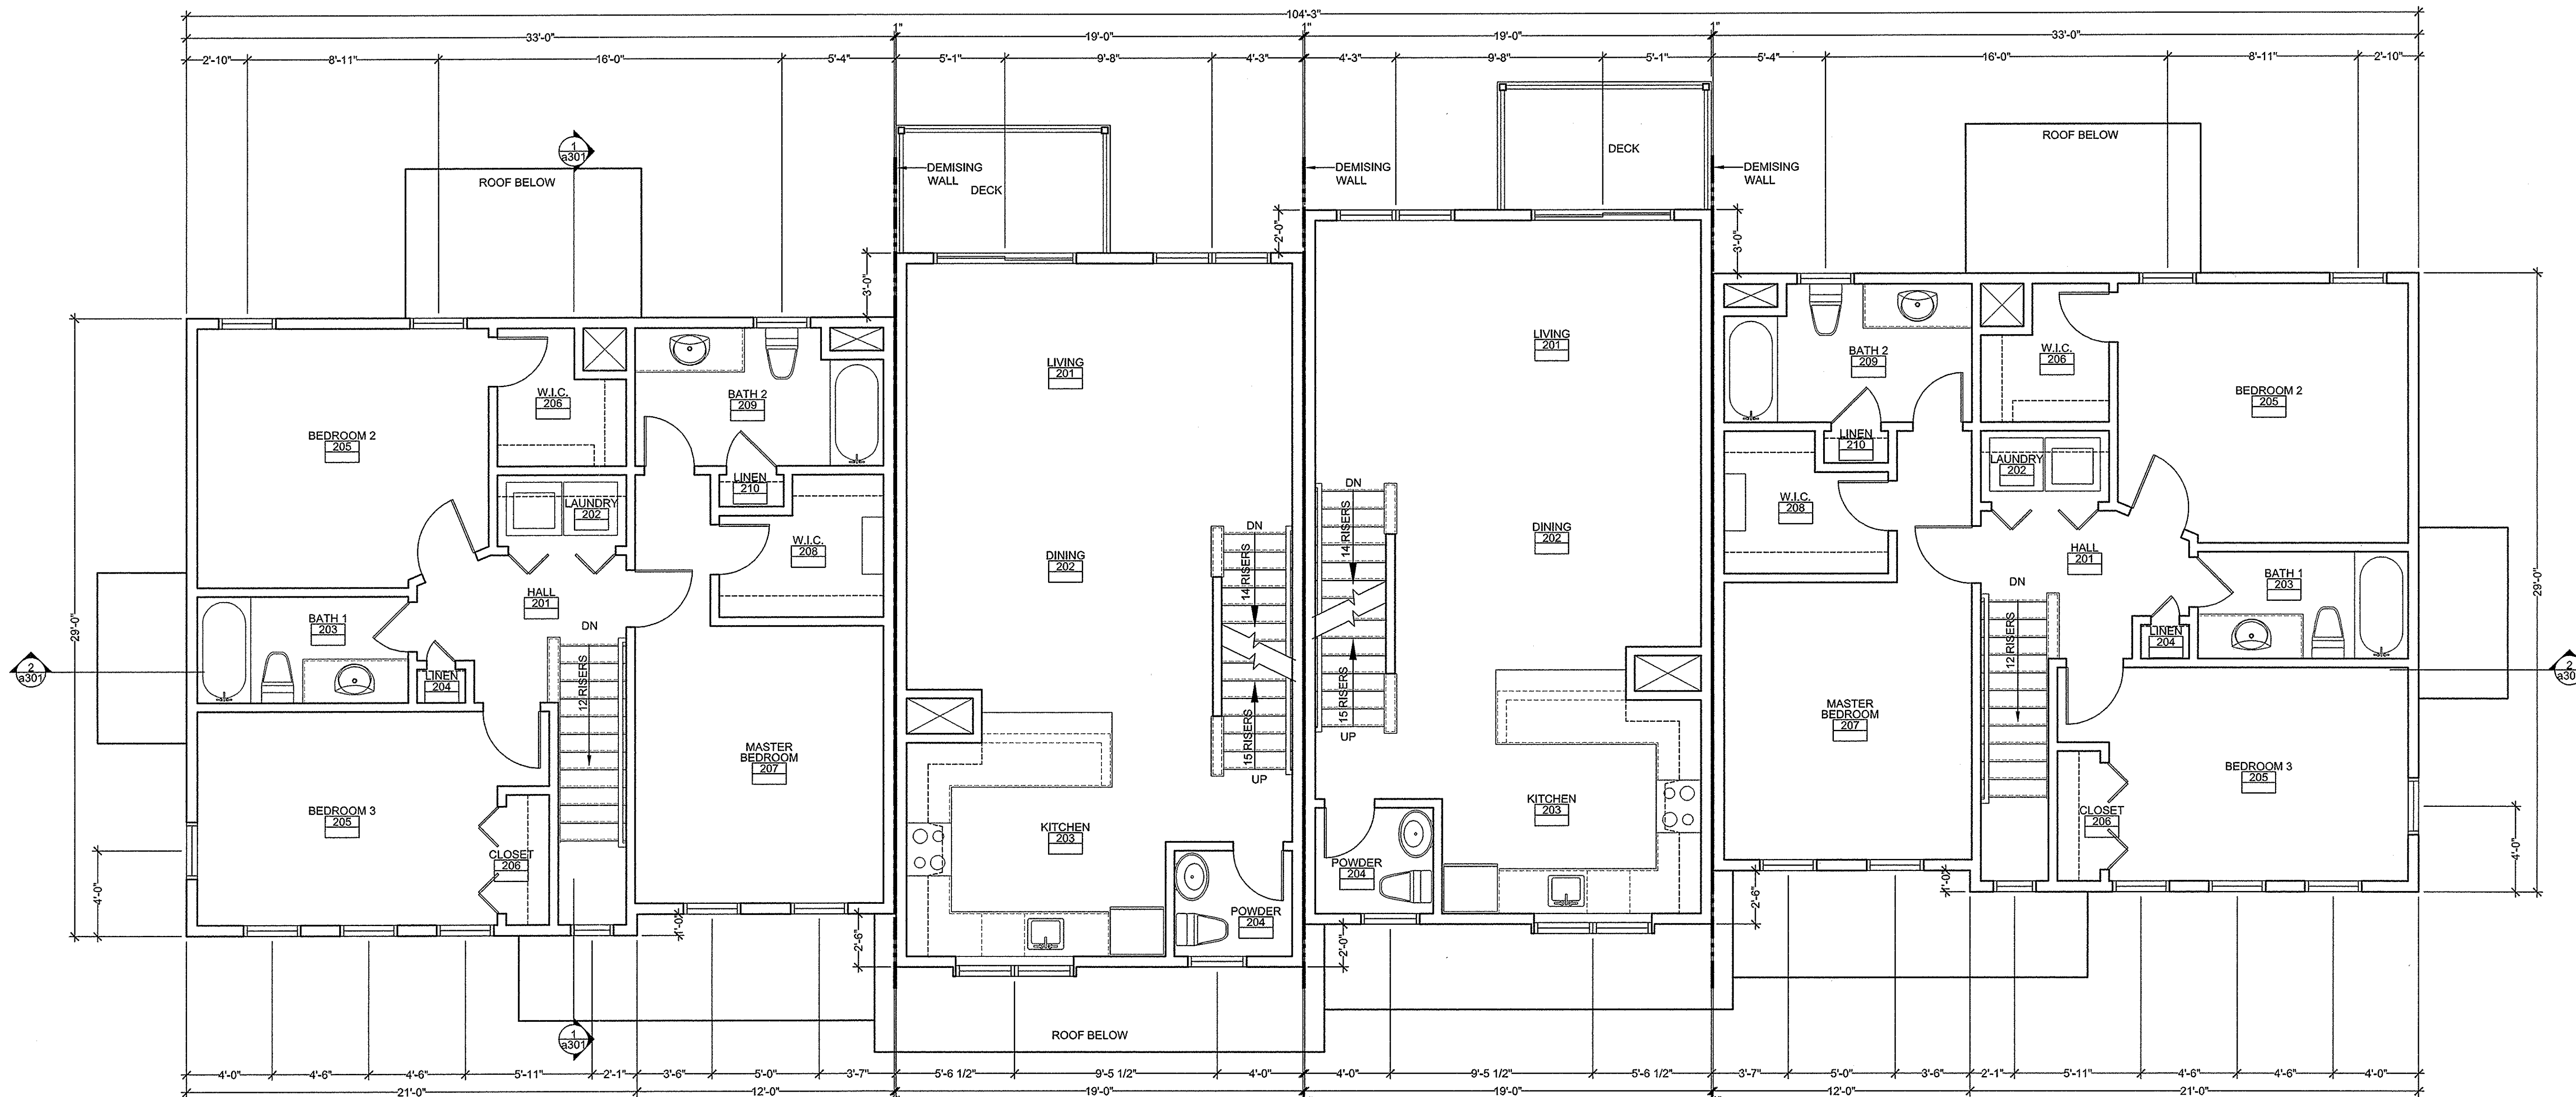 104'-3"
33'-0" 1" 19'-0" 1" 19'-0" 1" 33'-0"
2'-10" 8'-11" 16'-0" 5'-4" 5'-1" 9'-8" 4'-3" 4'-3" 9'-8" 5'-1" 5'-4" 16'-0" 8'-11" 2'-10"
1
a301
ROOF BELOW
DEMISING
WALL
DECK
DEMISING
WALL
DECK
DEMISING
WALL
ROOF BELOW
3'-0"
2'-0"
3'-0"
29'-0"
BEDROOM 2
205
W.I.C.
206
BATH 2
209
LINEN
210
LAUNDRY
202
W.I.C.
208
HALL
201
BATH 1
203
DN
12 RISERS
LINEN
204
2
a301
MASTER
BEDROOM
207
BEDROOM 3
205
CLOSET
206
4'-0"
1'-0"
2'-6"
LIVING
201
DINING
202
DN
14 RISERS
15 RISERS
UP
KITCHEN
203
POWDER
204
LIVING
201
DN
14 RISERS
DINING
202
15 RISERS
UP
KITCHEN
203
POWDER
204
2'-0"
2'-6"
1'-0"
BATH 2
209
W.I.C.
206
BEDROOM 2
205
LINEN
210
LAUNDRY
202
W.I.C.
208
HALL
201
DN
12 RISERS
BATH 1
203
LINEN
204
MASTER
BEDROOM
207
BEDROOM 3
205
CLOSET
206
29'-0"
4'-0"
2
a30
1
a301
ROOF BELOW
4'-0" 4'-6" 4'-6" 5'-11" 2'-1" 3'-6" 5'-0" 3'-7" 5'-6 1/2" 9'-5 1/2" 4'-0" 4'-0" 9'-5 1/2" 5'-6 1/2" 3'-7" 5'-0" 3'-6" 2'-1" 5'-11" 4'-6" 4'-6" 4'-0"
21'-0" 12'-0" 19'-0" 19'-0" 12'-0" 21'-0"